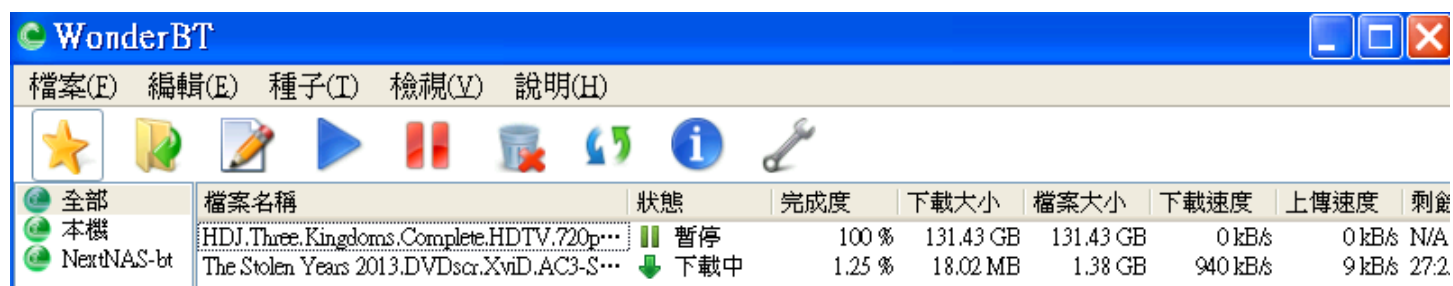 WonderBT
檔案(F) 編輯(E) 種子(T) 檢視(V) 說明(H)
全部 檔案名稱 狀態 完成度 下載大小 檔案大小 下載速度 上傳速度 剩餘
本機 HDJ.Three.Kingdoms.Complete.HDTV.720p… 暫停 100 % 131.43 GB 131.43 GB 0 kB/s 0 kB/s N/A
NextNAS-bt The Stolen Years 2013.DVDscr.XviD.AC3-S… 下載中 1.25 % 18.02 MB 1.38 GB 940 kB/s 9 kB/s 27:2